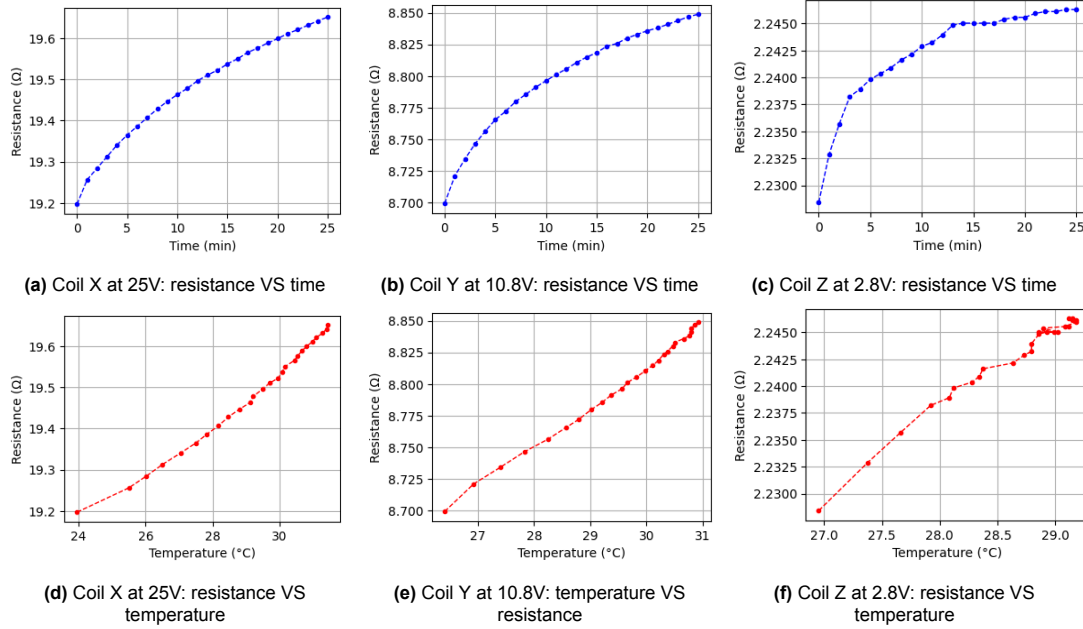 19.6
19.5
19.4
19.3
19.2
Resistance (Ω)
0 5 10 15 20 25
Time (min)
8.850
8.825
8.800
8.775
8.750
8.725
8.700
Resistance (Ω)
0 5 10 15 20 25
Time (min)
2.2450
2.2425
2.2400
2.2375
2.2350
2.2325
2.2300
Resistance (Ω)
0 5 10 15 20 25
Time (min)
(a) Coil X at 25V: resistance VS time
(b) Coil Y at 10.8V: resistance VS time
(c) Coil Z at 2.8V: resistance VS time
19.6
19.5
19.4
19.3
19.2
Resistance (Ω)
24 26 28 30
Temperature (°C)
8.850
8.825
8.800
8.775
8.750
8.725
8.700
Resistance (Ω)
27 28 29 30 31
Temperature (°C)
2.2450
2.2425
2.2400
2.2375
2.2350
2.2325
2.2300
Resistance (Ω)
27.0 27.5 28.0 28.5 29.0
Temperature (°C)
(d) Coil X at 25V: resistance VS
temperature
(e) Coil Y at 10.8V: temperature VS
resistance
(f) Coil Z at 2.8V: resistance VS
temperature